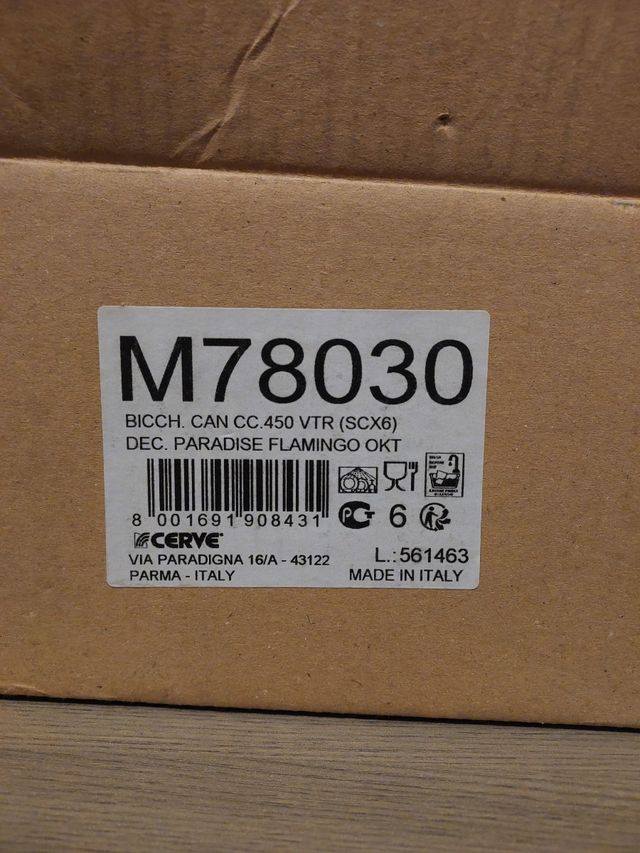 M78030
BICCH. CAN CC.450 VTR (SCX6)
DEC. PARADISE FLAMINGO OKT
8 001691 908431
6
CERVE
L.:561463
VIA PARADIGNA 16/A - 43122
PARMA - ITALY
MADE IN ITALY